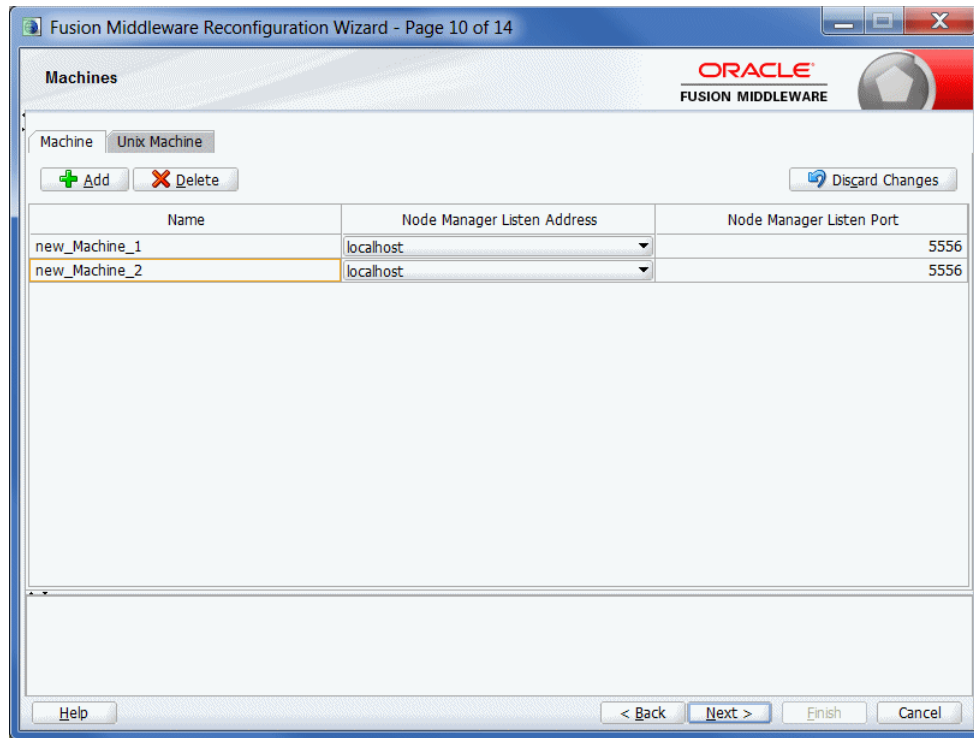 Fusion Middleware Reconfiguration Wizard - Page 10 of 14
Machines
ORACLE
FUSION MIDDLEWARE
Machine Unix Machine
Add Delete Discard Changes
Name Node Manager Listen Address Node Manager Listen Port
new_Machine_1 localhost 5556
new_Machine_2 localhost 5556
Help < Back Next > Finish Cancel